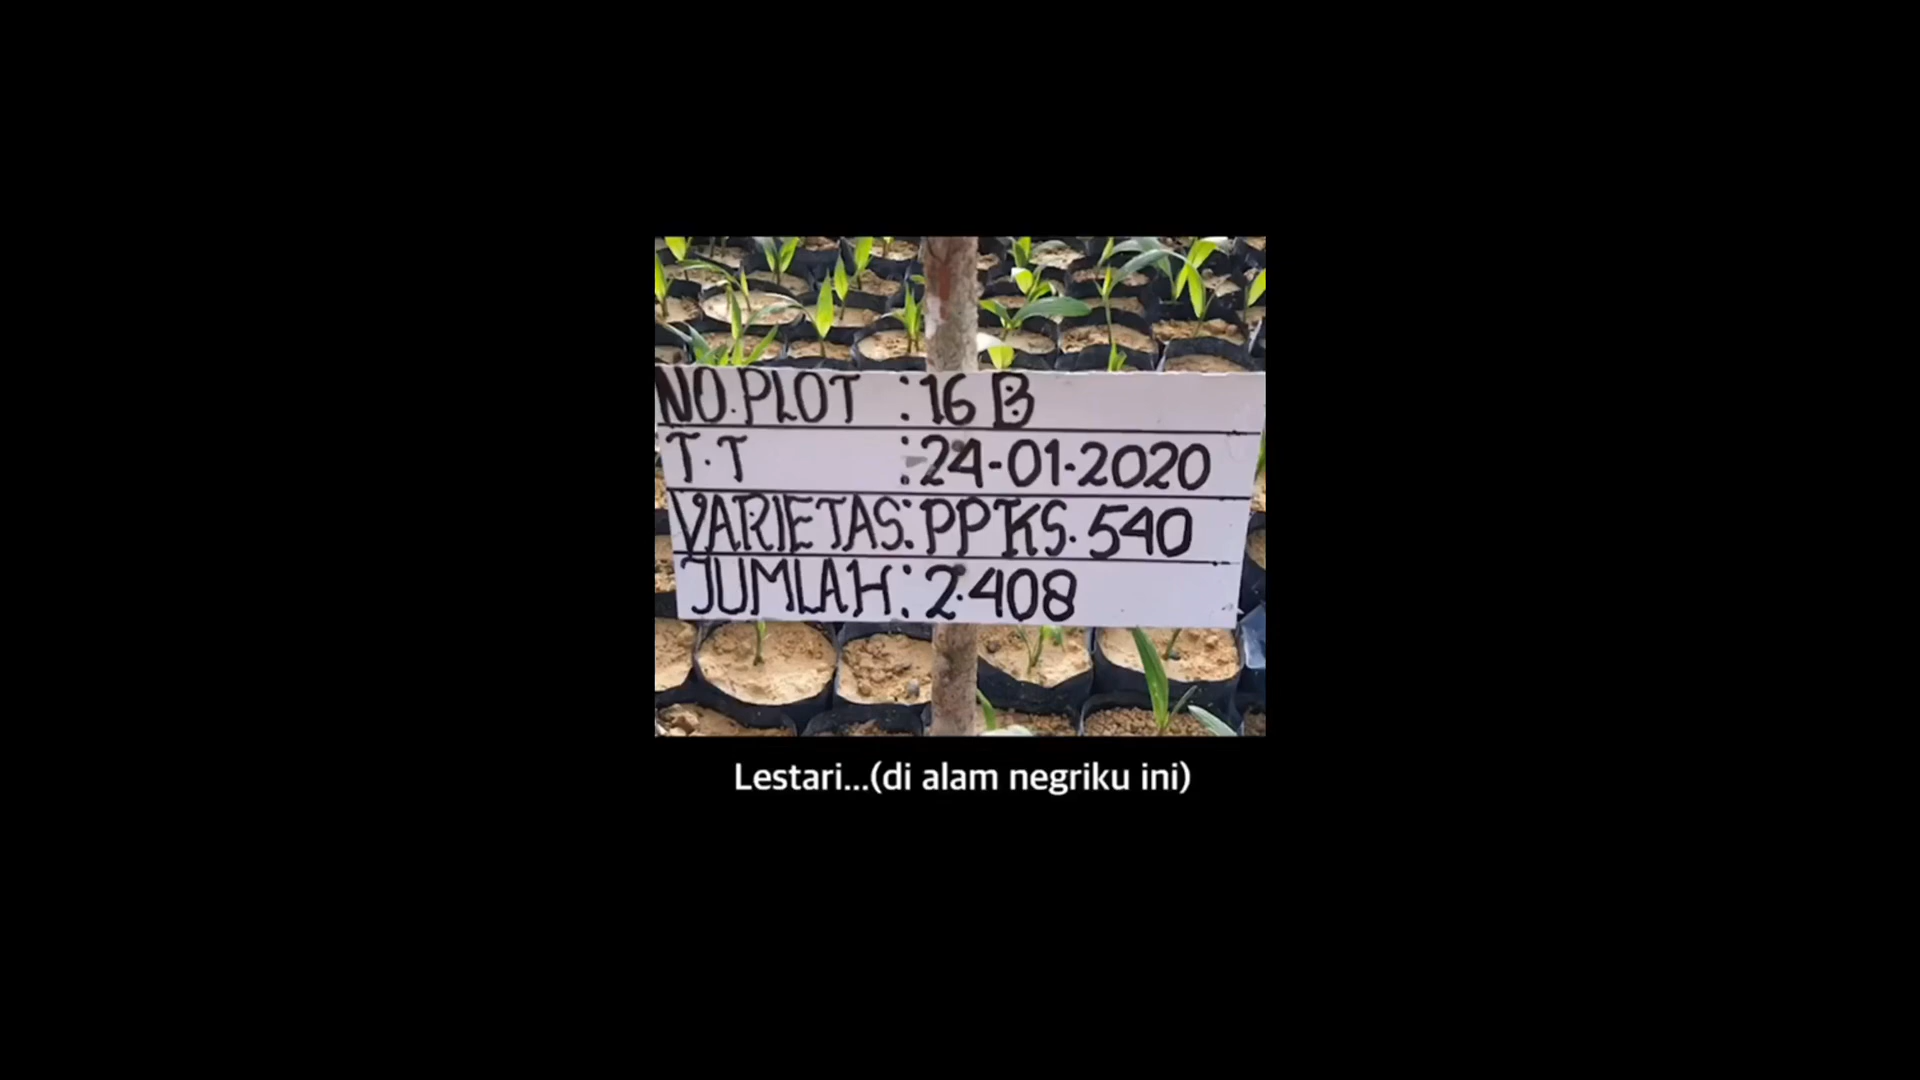 NO.PLOT : 16 B
T.T : 24-01-2020
VARIETAS: PPKS. 540
JUMLAH: 2.408
Lestari...(di alam negriku ini)